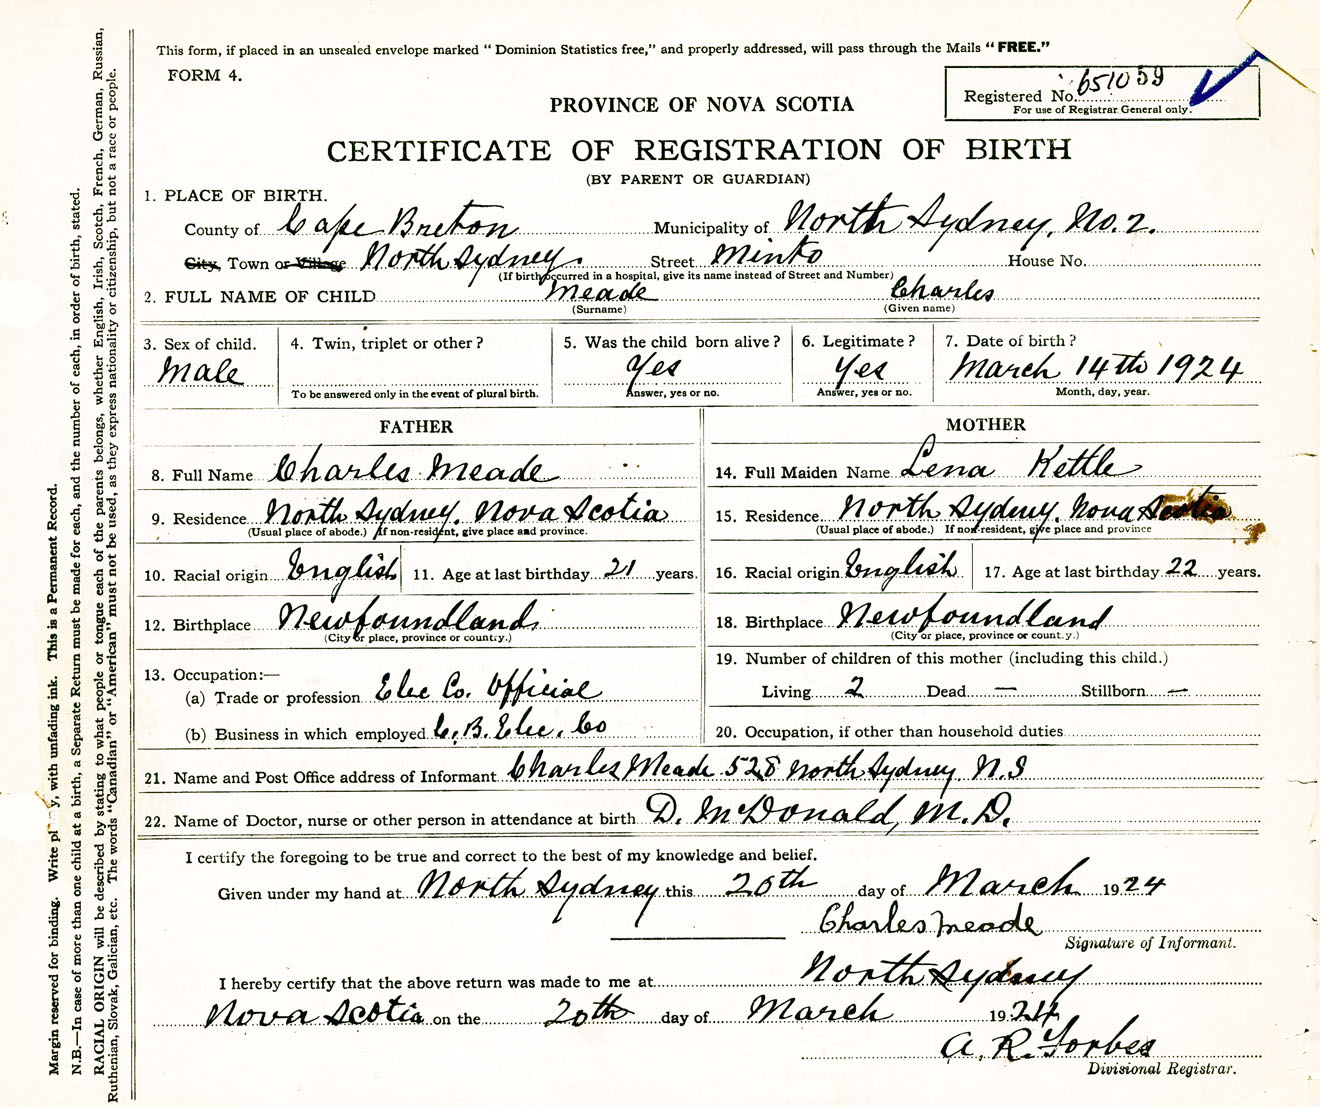 This form, if placed in an unsealed envelope marked " Dominion Statistics free," and properly addressed, will pass through the Mails "FREE."
FORM 4.
Registered No. 651059
For use of Registrar General only.
PROVINCE OF NOVA SCOTIA
CERTIFICATE OF REGISTRATION OF BIRTH
(BY PARENT OR GUARDIAN)
1. PLACE OF BIRTH.
County of Cape Breton Municipality of North Sydney, No. 2.
City, Town or Village North Sydney. Street Minto House No.
(If birth occurred in a hospital, give its name instead of Street and Number)
2. FULL NAME OF CHILD Meade Charles
(Surname) (Given name)
3. Sex of child. 4. Twin, triplet or other? 5. Was the child born alive? 6. Legitimate? 7. Date of birth?
Male Yes Yes March 14th 1924
To be answered only in the event of plural birth. Answer, yes or no. Answer, yes or no. Month, day, year.
FATHER MOTHER
8. Full Name Charles Meade 14. Full Maiden Name Lena Kettle
9. Residence North Sydney, Nova Scotia 15. Residence North Sydney, Nova Scotia
(Usual place of abode.) If non-resident, give place and province. (Usual place of abode.) If non-resident, give place and province
10. Racial origin English 11. Age at last birthday 21 years. 16. Racial origin English 17. Age at last birthday 22 years.
12. Birthplace Newfoundland 18. Birthplace Newfoundland
(City or place, province or country.) (City or place, province or country.)
13. Occupation:— 19. Number of children of this mother (including this child.)
(a) Trade or profession Elec Co. Official Living 2 Dead — Stillborn —
(b) Business in which employed C. B. Elec. Co 20. Occupation, if other than household duties
21. Name and Post Office address of Informant Charles Meade 528 North Sydney N.S
22. Name of Doctor, nurse or other person in attendance at birth D. McDonald, M.D.
I certify the foregoing to be true and correct to the best of my knowledge and belief.
Given under my hand at North Sydney this 20th day of March 1924
Charles Meade
Signature of Informant.
I hereby certify that the above return was made to me at North Sydney
Nova Scotia on the 20th day of March 1924
A. R. Forbes
Divisional Registrar.
Margin reserved for binding. Write pl y, with unfading ink. This is a Permanent Record.
N.B.—In case of more than one child at a birth, a Separate Return must be made for each, and the number of each, in order of birth, stated.
RACIAL ORIGIN will be described by stating to what people or tongue each of the parents belongs, whether English, Irish, Scotch, French, German, Russian,
Ruthenian, Slovak, Galician, etc. The words "Canadian" or "American" must not be used, as they express nationality or citizenship, but not a race or people.